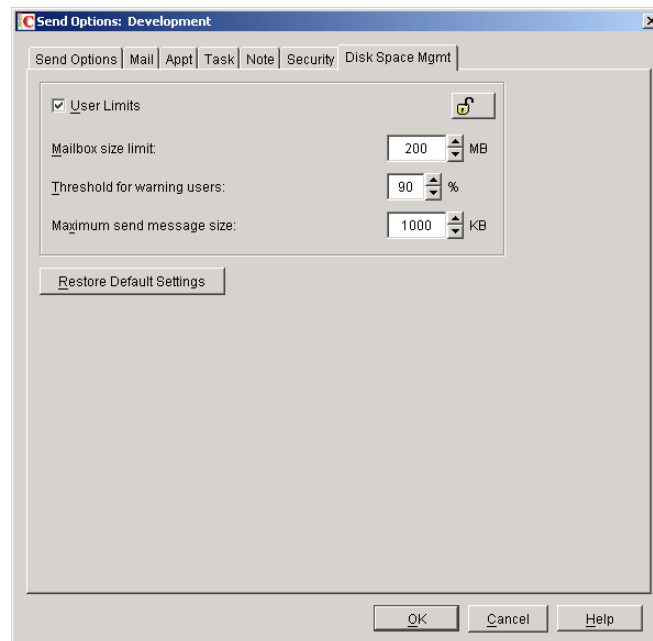 Send Options: Development
Send Options Mail Appt Task Note Security Disk Space Mgmt
User Limits
Mailbox size limit: 200 MB
Threshold for warning users: 90 %
Maximum send message size: 1000 KB
Restore Default Settings
OK Cancel Help